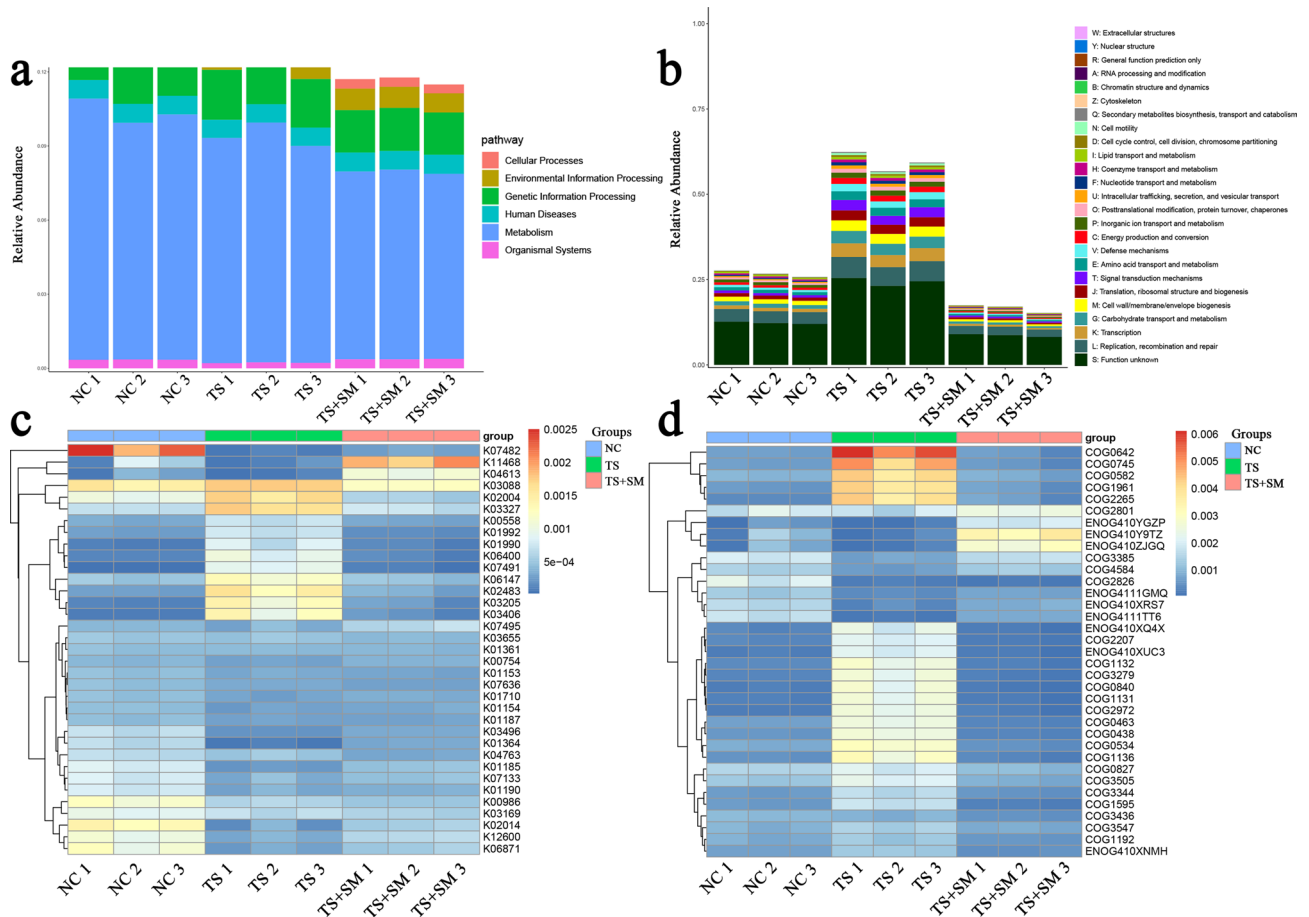 a
Relative Abundance
0.12
0.09
0.06
0.03
0.00
NC 1
NC 2
NC 3
TS 1
TS 2
TS 3
TS+SM 1
TS+SM 2
TS+SM 3
pathway
Cellular Processes
Environmental Information Processing
Genetic Information Processing
Human Diseases
Metabolism
Organismal Systems
b
Relative Abundance
1.00
0.75
0.50
0.25
0.00
NC 1
NC 2
NC 3
TS 1
TS 2
TS 3
TS+SM 1
TS+SM 2
TS+SM 3
W: Extracellular structures
Y: Nuclear structure
R: General function prediction only
A: RNA processing and modification
B: Chromatin structure and dynamics
Z: Cytoskeleton
Q: Secondary metabolites biosynthesis, transport and catabolism
N: Cell motility
D: Cell cycle control, cell division, chromosome partitioning
I: Lipid transport and metabolism
H: Coenzyme transport and metabolism
F: Nucleotide transport and metabolism
U: Intracellular trafficking, secretion, and vesicular transport
O: Posttranslational modification, protein turnover, chaperones
P: Inorganic ion transport and metabolism
C: Energy production and conversion
V: Defense mechanisms
E: Amino acid transport and metabolism
T: Signal transduction mechanisms
J: Translation, ribosomal structure and biogenesis
M: Cell wall/membrane/envelope biogenesis
G: Carbohydrate transport and metabolism
K: Transcription
L: Replication, recombination and repair
S: Function unknown
c
group
K07482
K11468
K04613
K03088
K02004
K03327
K00558
K01992
K01990
K06400
K07491
K06147
K02483
K03205
K03406
K07495
K03655
K01361
K00754
K01153
K07636
K01710
K01154
K01187
K03496
K01364
K04763
K01185
K07133
K01190
K00986
K03169
K02014
K12600
K06871
0.0025
0.002
0.0015
0.001
5e−04
Groups
NC
TS
TS+SM
NC 1
NC 2
NC 3
TS 1
TS 2
TS 3
TS+SM 1
TS+SM 2
TS+SM 3
d
group
COG0642
COG0745
COG0582
COG1961
COG2265
COG2801
ENOG410YGZP
ENOG410Y9TZ
ENOG410ZJGQ
COG3385
COG4584
COG2826
ENOG4111GMQ
ENOG410XRS7
ENOG4111TT6
ENOG410XQ4X
COG2207
ENOG410XUC3
COG1132
COG3279
COG0840
COG1131
COG2972
COG0463
COG0438
COG0534
COG1136
COG0827
COG3505
COG3344
COG1595
COG3436
COG3547
COG1192
ENOG410XNMH
0.006
0.005
0.004
0.003
0.002
0.001
Groups
NC
TS
TS+SM
NC 1
NC 2
NC 3
TS 1
TS 2
TS 3
TS+SM 1
TS+SM 2
TS+SM 3